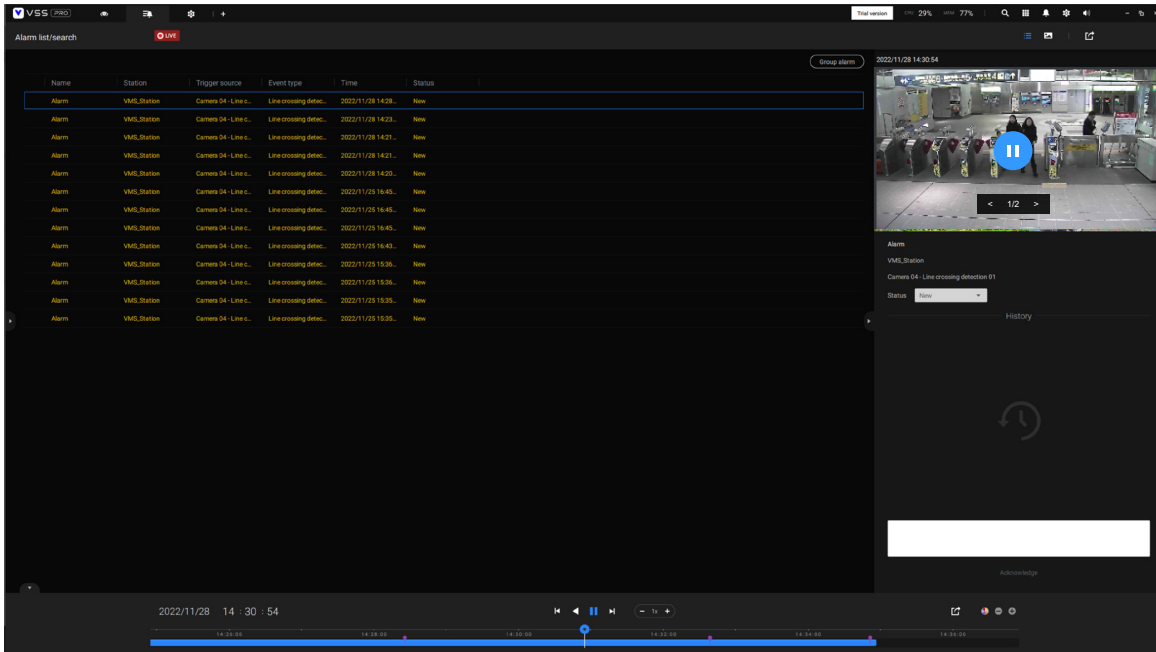 VSS PRO
Trial version CPU 29% MEM 77%
Alarm list/search LIVE
Group alarm
2022/11/28 14:30:54
Name Station Trigger source Event type Time Status
Alarm VMS_Station Camera 04 - Line c... Line crossing detec... 2022/11/28 14:28... New
Alarm VMS_Station Camera 04 - Line c... Line crossing detec... 2022/11/28 14:23... New
Alarm VMS_Station Camera 04 - Line c... Line crossing detec... 2022/11/28 14:21... New
Alarm VMS_Station Camera 04 - Line c... Line crossing detec... 2022/11/28 14:21... New
Alarm VMS_Station Camera 04 - Line c... Line crossing detec... 2022/11/28 14:20... New
Alarm VMS_Station Camera 04 - Line c... Line crossing detec... 2022/11/25 16:45... New
Alarm VMS_Station Camera 04 - Line c... Line crossing detec... 2022/11/25 16:45... New
Alarm VMS_Station Camera 04 - Line c... Line crossing detec... 2022/11/25 16:45... New
Alarm VMS_Station Camera 04 - Line c... Line crossing detec... 2022/11/25 16:43... New
Alarm VMS_Station Camera 04 - Line c... Line crossing detec... 2022/11/25 15:36... New
Alarm VMS_Station Camera 04 - Line c... Line crossing detec... 2022/11/25 15:36... New
Alarm VMS_Station Camera 04 - Line c... Line crossing detec... 2022/11/25 15:35... New
Alarm VMS_Station Camera 04 - Line c... Line crossing detec... 2022/11/25 15:35... New
< 1/2 >
Alarm
VMS_Station
Camera 04 - Line crossing detection 01
Status New
History
Acknowledge
2022/11/28 14 : 30 : 54
- 1x +
14:28:00 14:30:00 14:32:00 14:34:00 14:36:00